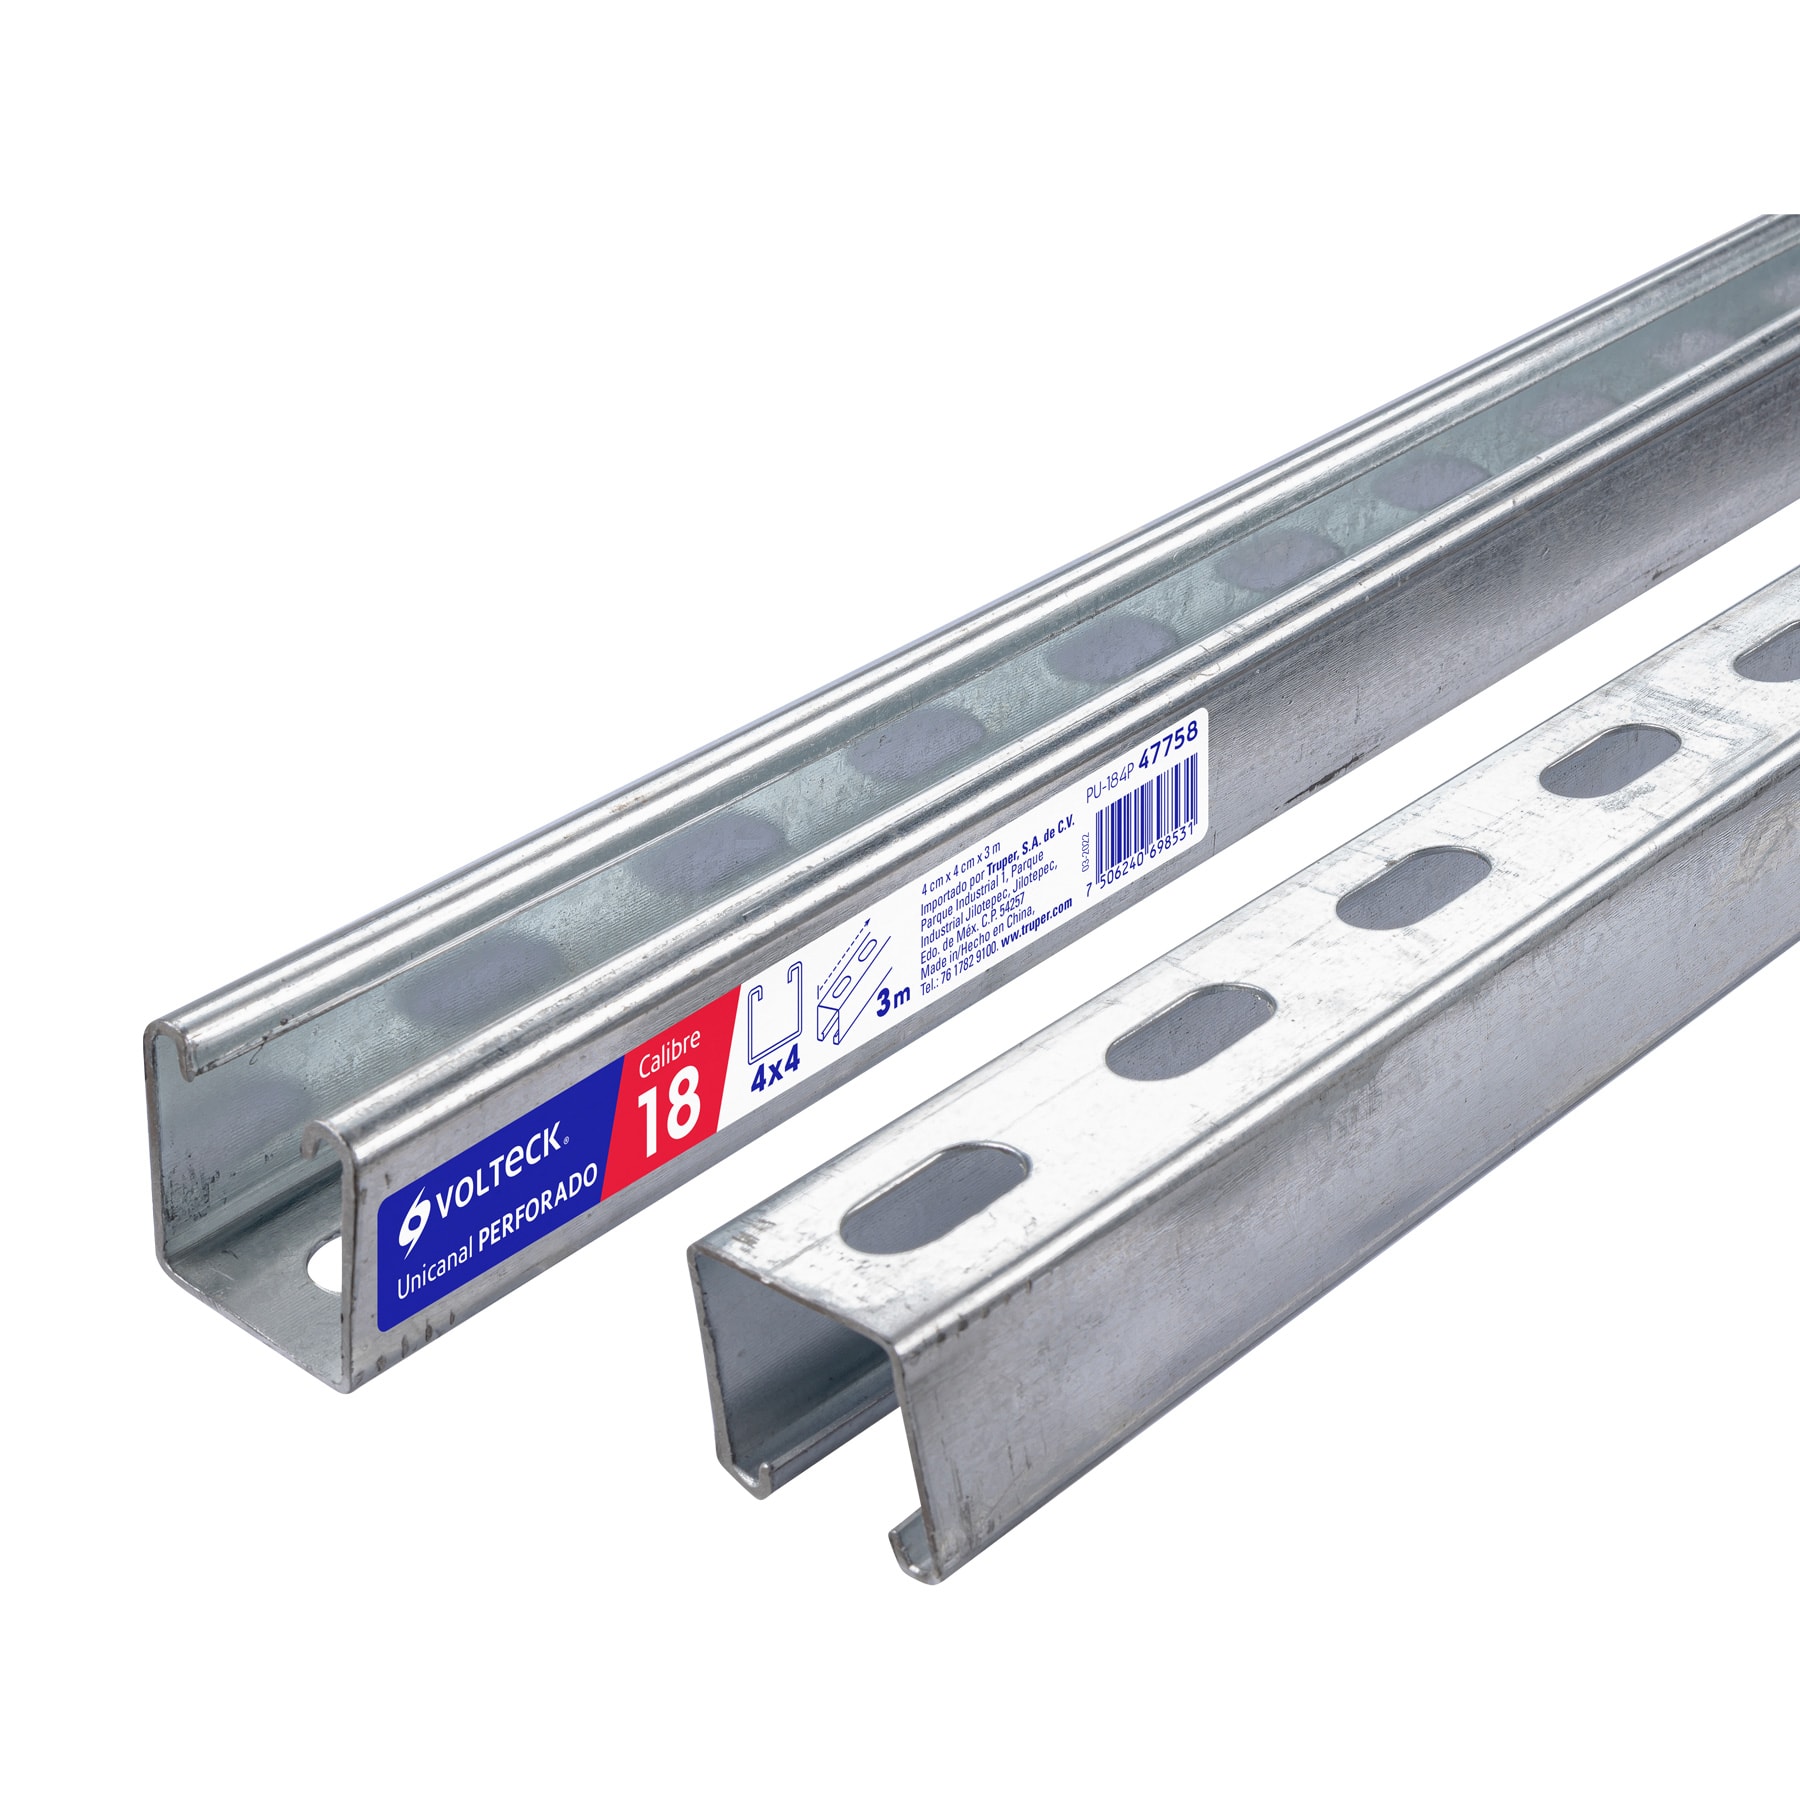 VOLTECK®
Unicanal PERFORADO
Calibre
18
4x4
3 m
4 cm x 4 cm x 3 m
Importado por Truper, S.A. de C.V.
Parque Industrial 1, Parque
Industrial Jilotepec, Jilotepec,
Edo. de Méx. C.P. 54257
Made in/Hecho en China,
Tel.: 76 1782 9100. ww.truper.com
PU-184P 47758
03-2022
7 506240 698531